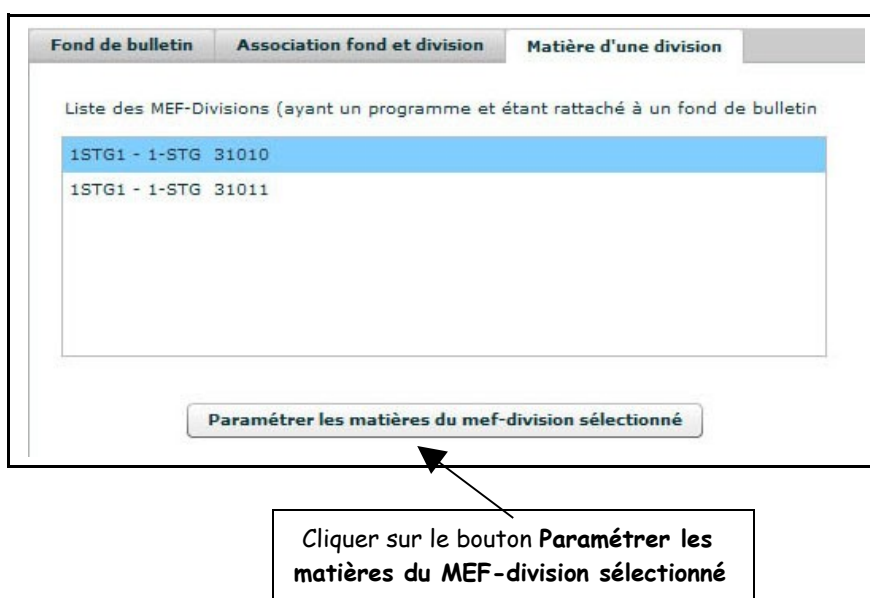 Fond de bulletin Association fond et division Matière d'une division
Liste des MEF-Divisions (ayant un programme et étant rattaché à un fond de bulletin
1STG1 - 1-STG 31010
1STG1 - 1-STG 31011
Paramétrer les matières du mef-division sélectionné
Cliquer sur le bouton Paramétrer les
matières du MEF-division sélectionné